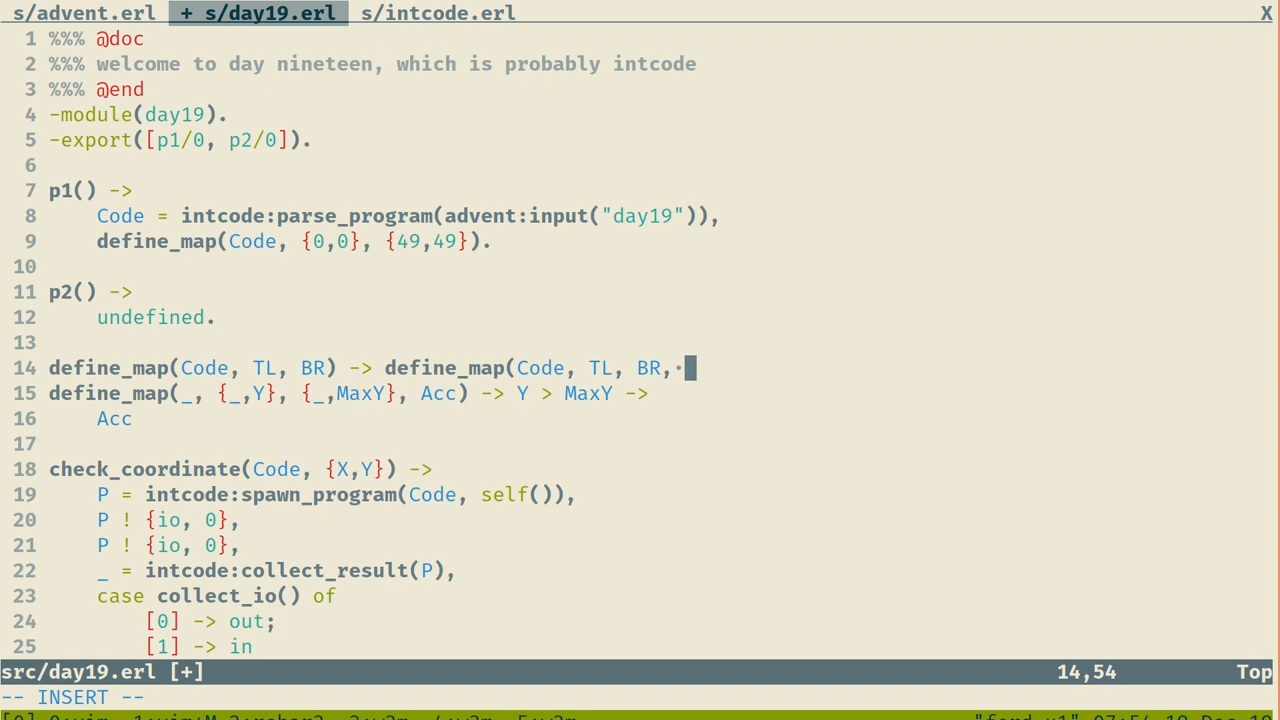 s/advent.erl + s/day19.erl s/intcode.erl X
1 %%% @doc
2 %%% welcome to day nineteen, which is probably intcode
3 %%% @end
4 -module(day19).
5 -export([p1/0, p2/0]).
6
7 p1() ->
8     Code = intcode:parse_program(advent:input("day19")),
9     define_map(Code, {0,0}, {49,49}).
10
11 p2() ->
12     undefined.
13
14 define_map(Code, TL, BR) -> define_map(Code, TL, BR,·
15 define_map(_, {_,Y}, {_,MaxY}, Acc) -> Y > MaxY ->
16     Acc
17
18 check_coordinate(Code, {X,Y}) ->
19     P = intcode:spawn_program(Code, self()),
20     P ! {io, 0},
21     P ! {io, 0},
22     _ = intcode:collect_result(P),
23     case collect_io() of
24         [0] -> out;
25         [1] -> in
src/day19.erl [+] 14,54 Top
-- INSERT --